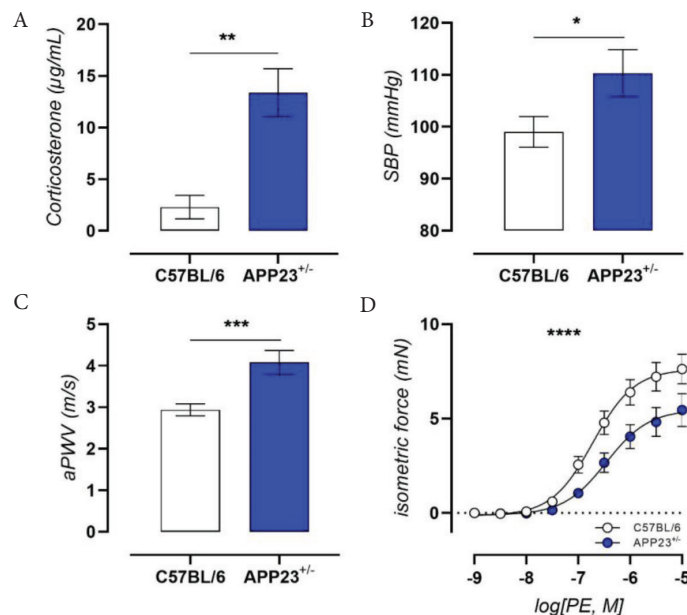 A
Corticosterone (µg/mL)
20
15
10
5
0
**
C57BL/6 APP23+/-
B
SBP (mmHg)
120
110
100
90
80
*
C57BL/6 APP23+/-
C
aPWV (m/s)
5
4
3
2
1
0
***
C57BL/6 APP23+/-
D
isometric force (mN)
10
5
0
****
C57BL/6
APP23+/-
-9 -8 -7 -6 -5
log[PE, M]